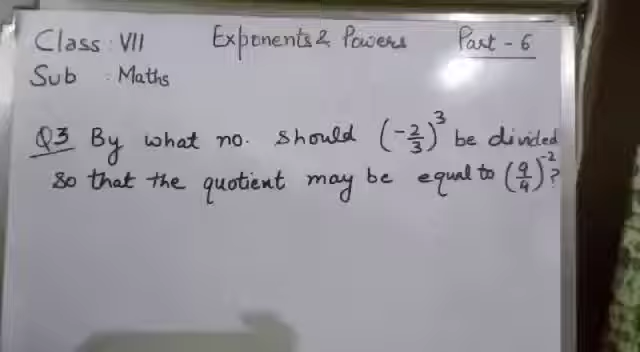 Class : VII Exponents & Powers Part - 6
Sub : Maths
Q3 By what no. should (-2/3)^3 be divided
so that the quotient may be equal to (9/4)^-2?